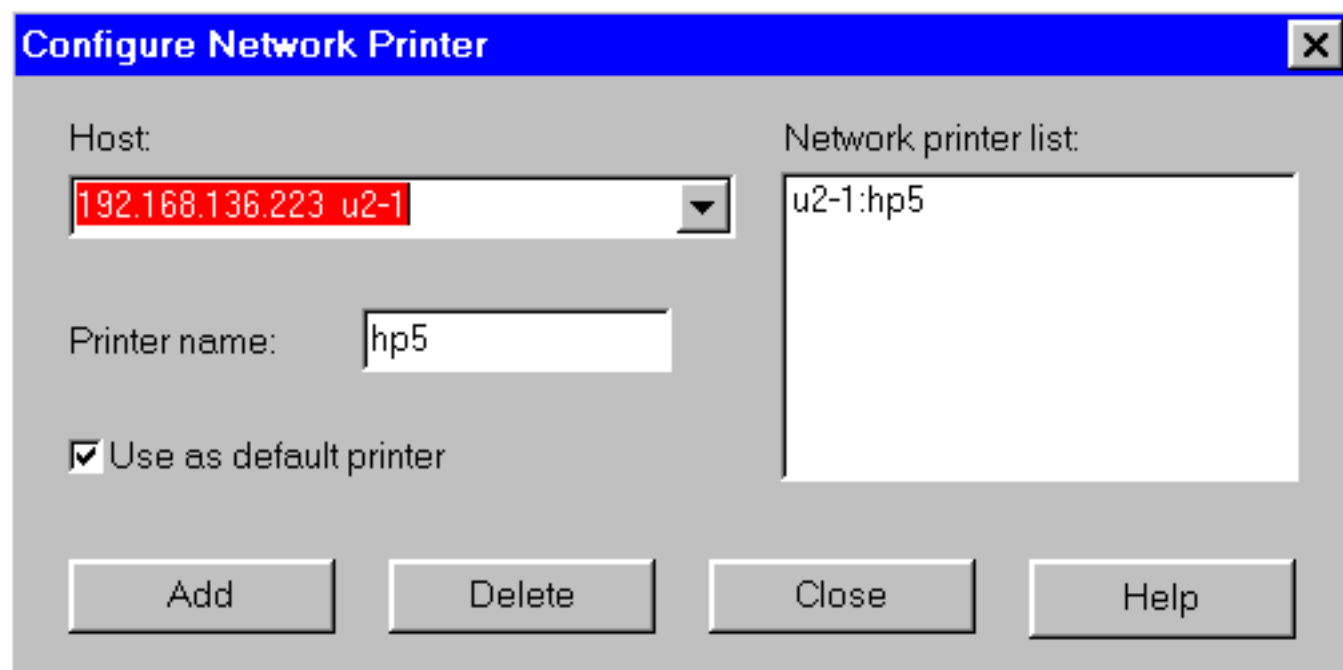 Configure Network Printer
Host:
192.168.136.223 u2-1
Printer name:
hp5
Use as default printer
Network printer list:
u2-1:hp5
Add
Delete
Close
Help